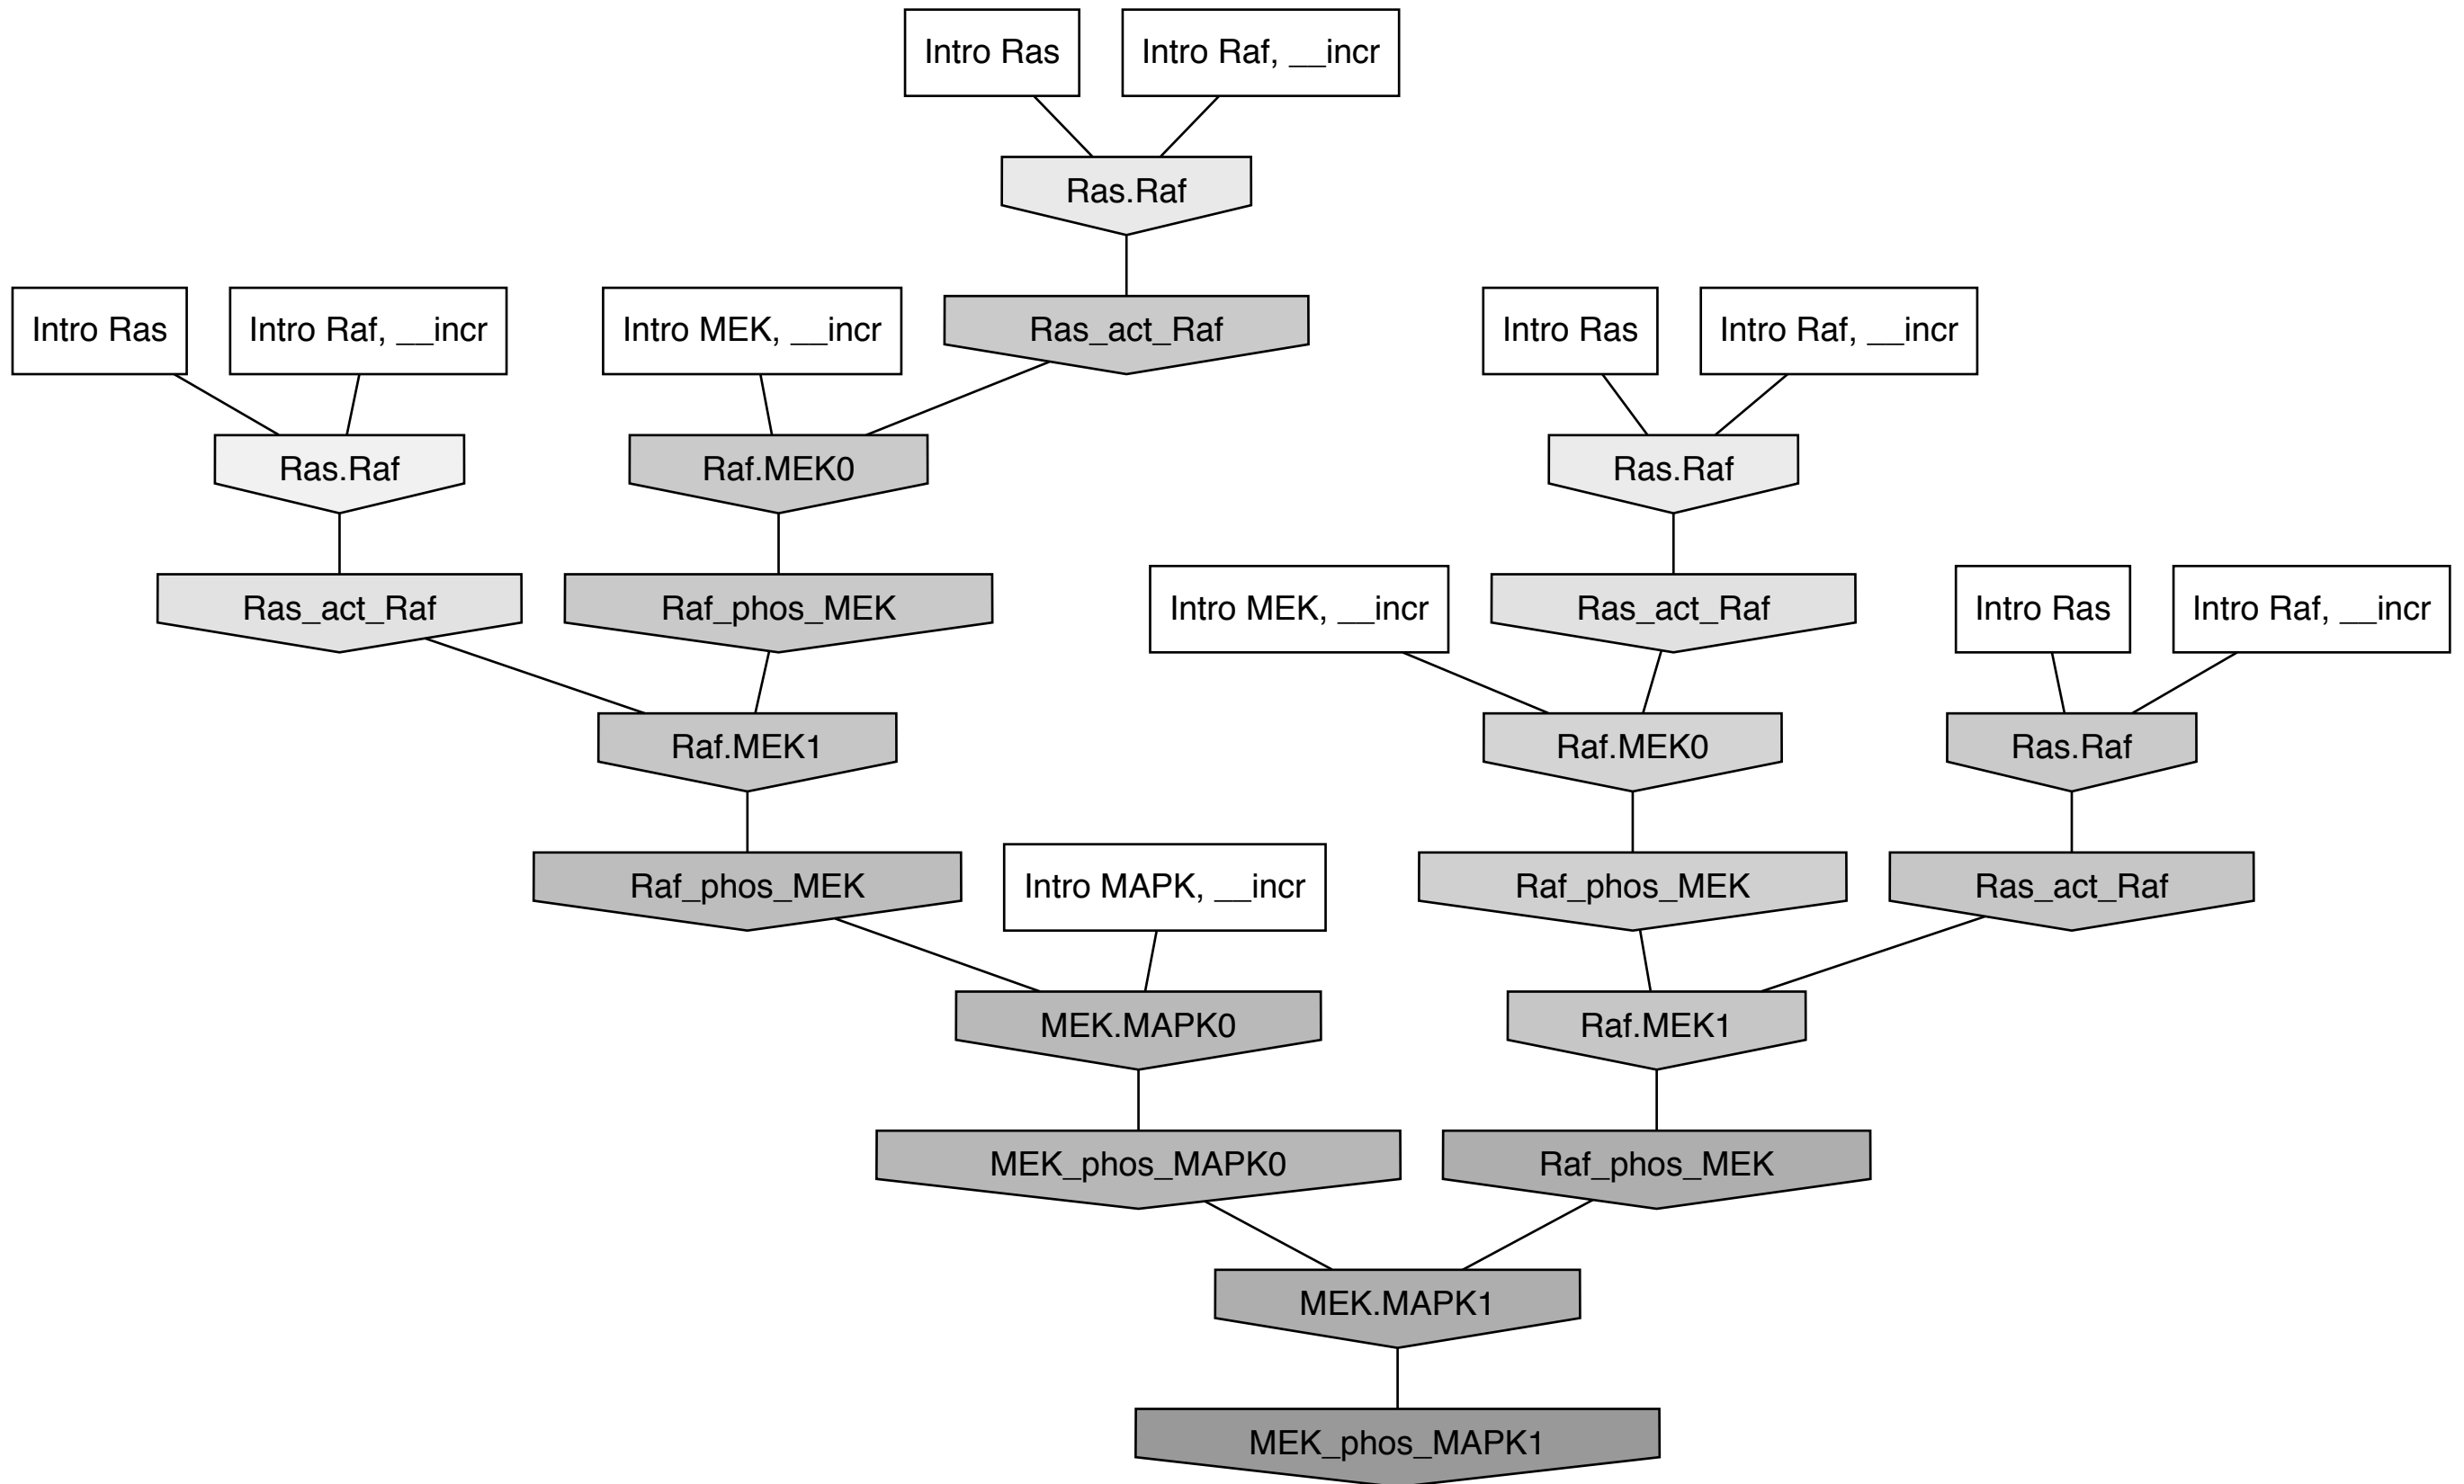 Intro Ras
Intro Raf, __incr
Ras.Raf
Intro Ras
Intro Raf, __incr
Intro MEK, __incr
Ras_act_Raf
Intro Ras
Intro Raf, __incr
Ras.Raf
Raf.MEK0
Ras.Raf
Ras_act_Raf
Raf_phos_MEK
Intro MEK, __incr
Ras_act_Raf
Intro Ras
Intro Raf, __incr
Raf.MEK1
Raf.MEK0
Ras.Raf
Raf_phos_MEK
Intro MAPK, __incr
Raf_phos_MEK
Ras_act_Raf
MEK.MAPK0
Raf.MEK1
MEK_phos_MAPK0
Raf_phos_MEK
MEK.MAPK1
MEK_phos_MAPK1